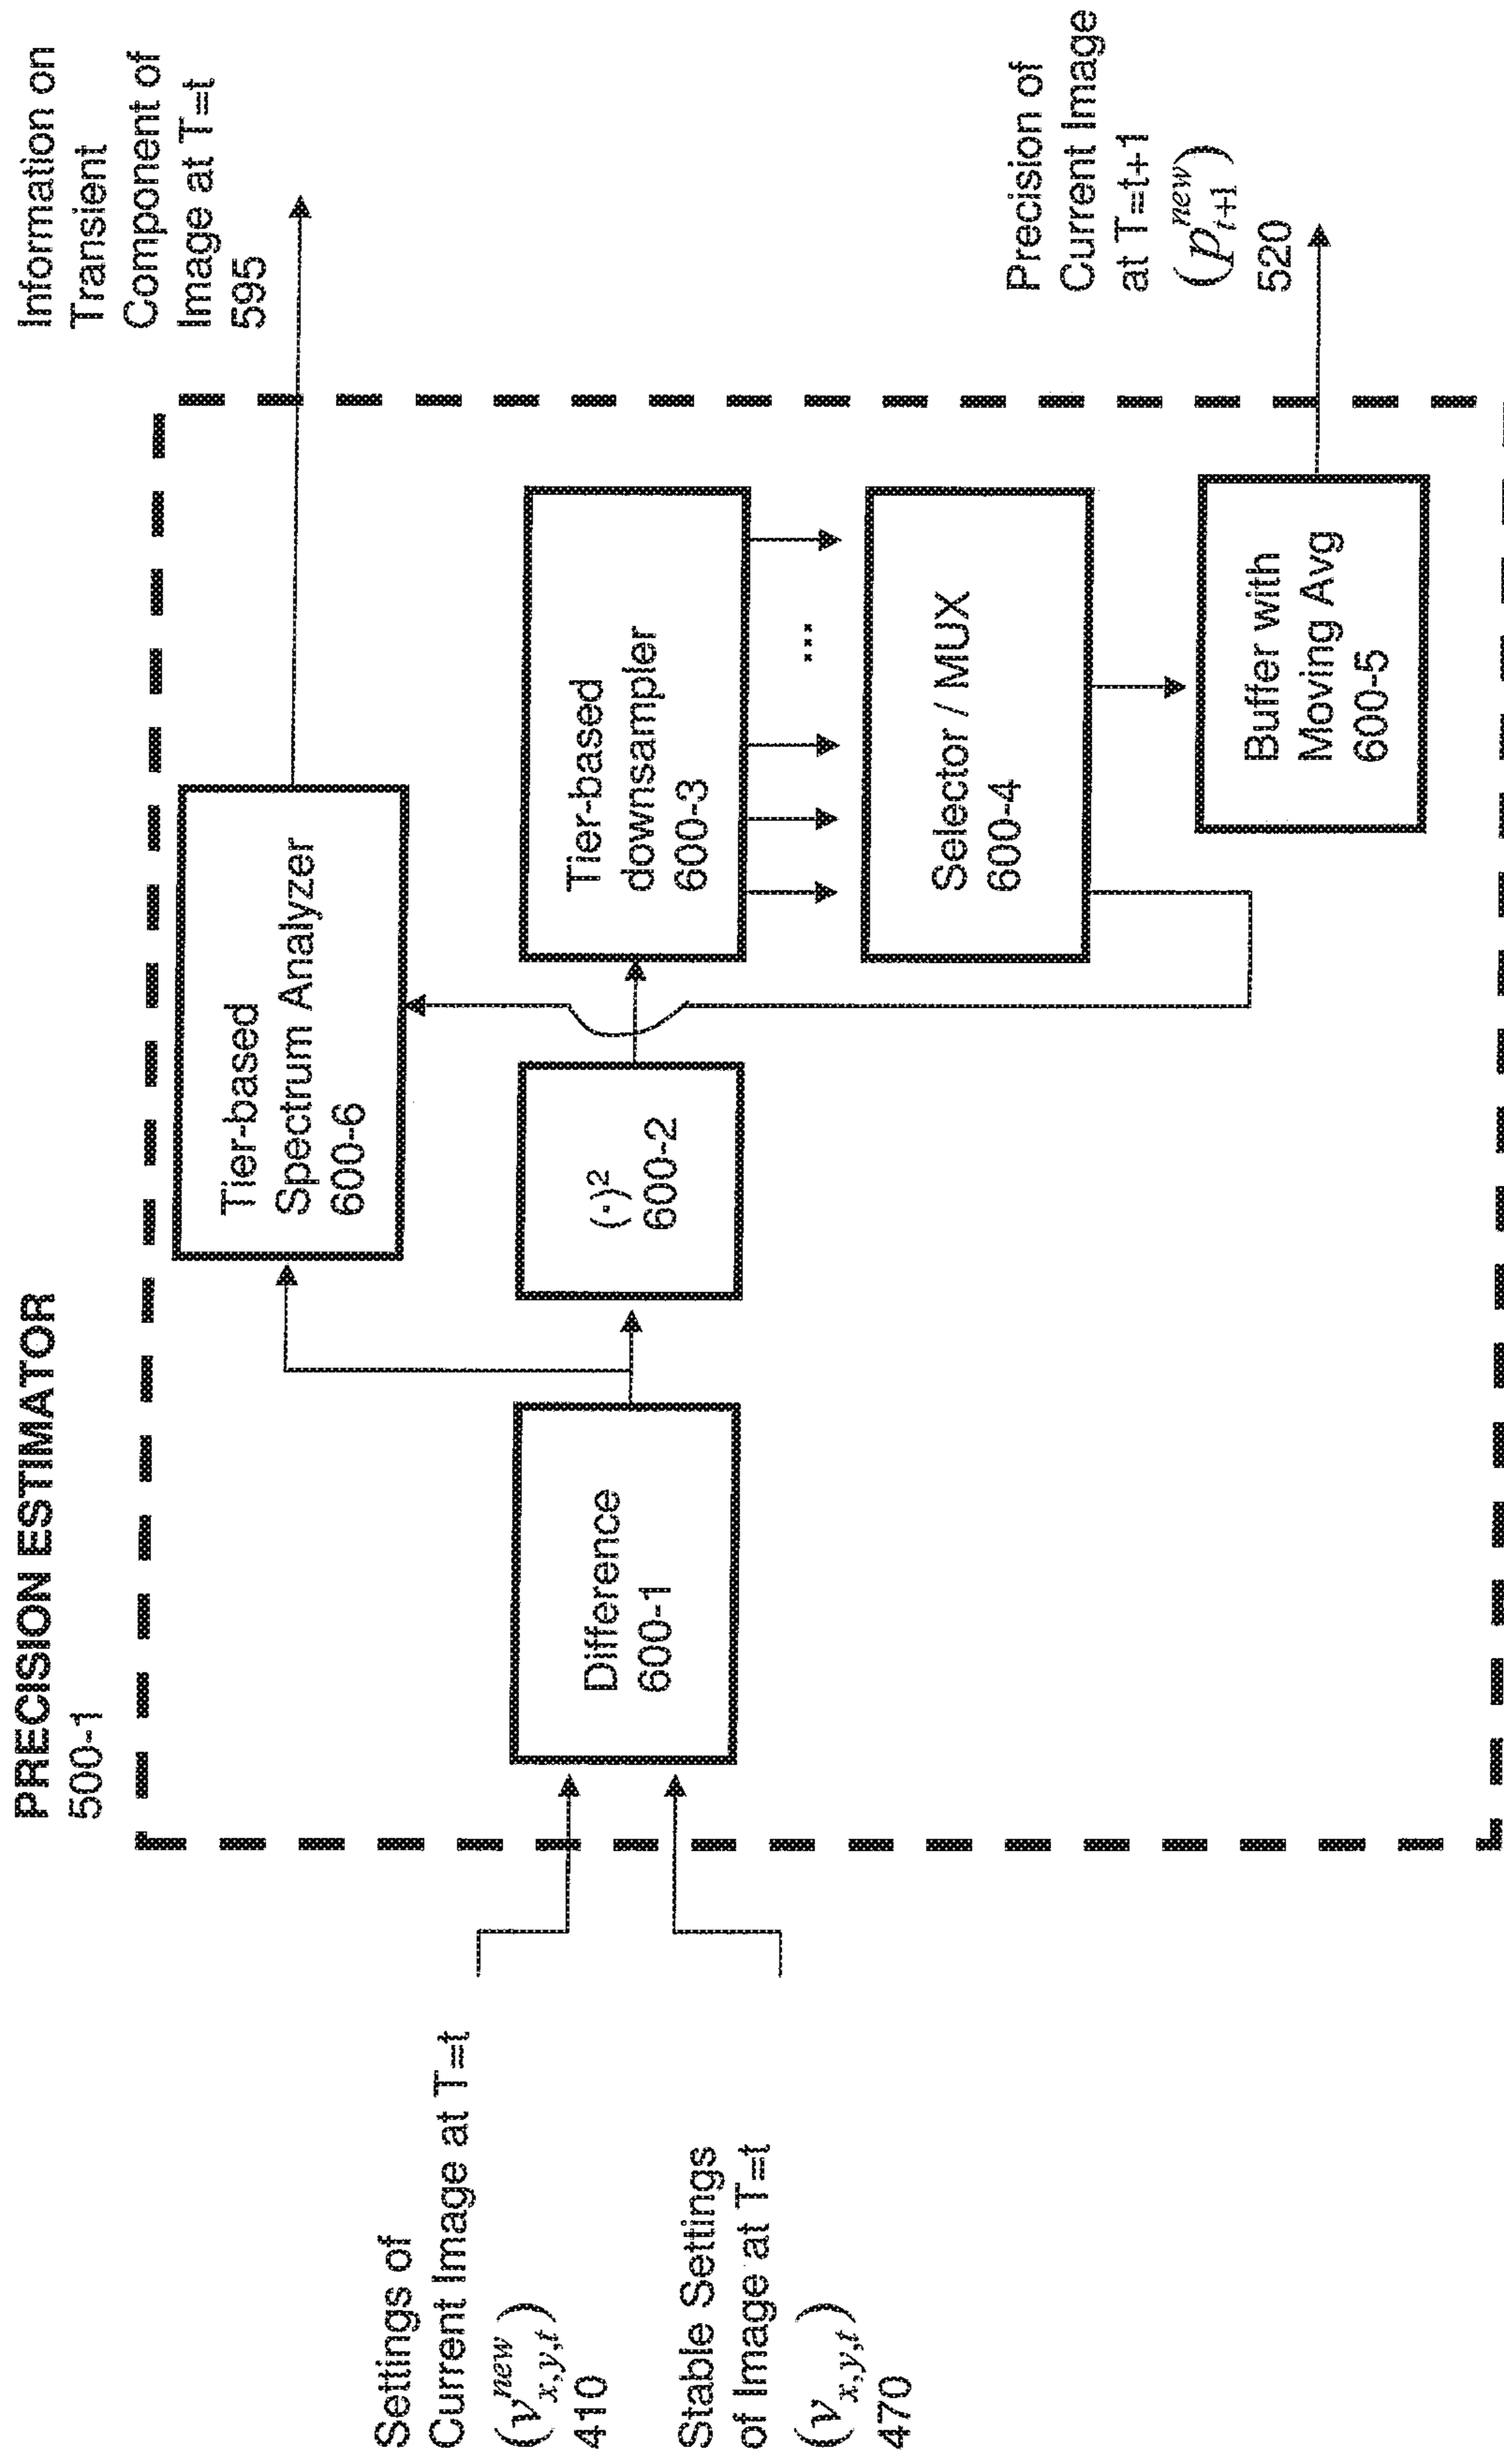 PRECISION ESTIMATOR
500-1
Settings of
Current Image at T=t
(v^{new}_{x,y,t})
410
Stable Settings
of Image at T=t
(v_{x,y,t})
470
Difference
600-1
(·)²
600-2
Tier-based
Spectrum Analyzer
600-6
Tier-based
downsampler
600-3
...
Selector / MUX
600-4
Buffer with
Moving Avg
600-5
Information on
Transient
Component of
Image at T=t
595
Precision of
Current Image
at T=t+1
(p^{new}_{t+1})
520